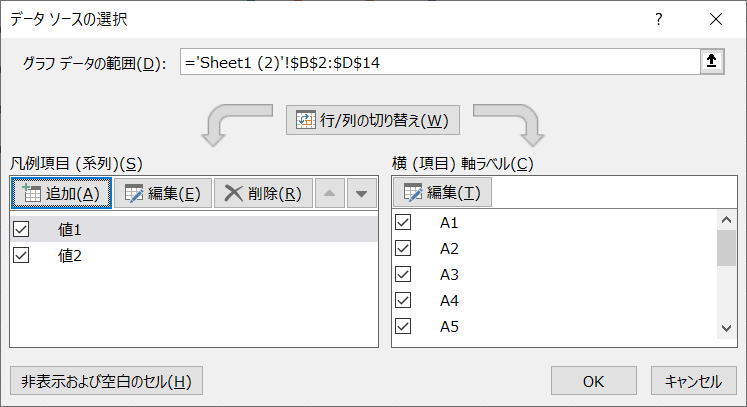 データ ソースの選択
グラフ データの範囲(D): ='Sheet1 (2)'!$B$2:$D$14
行/列の切り替え(W)
凡例項目 (系列)(S)
追加(A) 編集(E) 削除(R)
値1
値2
横 (項目) 軸ラベル(C)
編集(T)
A1
A2
A3
A4
A5
非表示および空白のセル(H) OK キャンセル